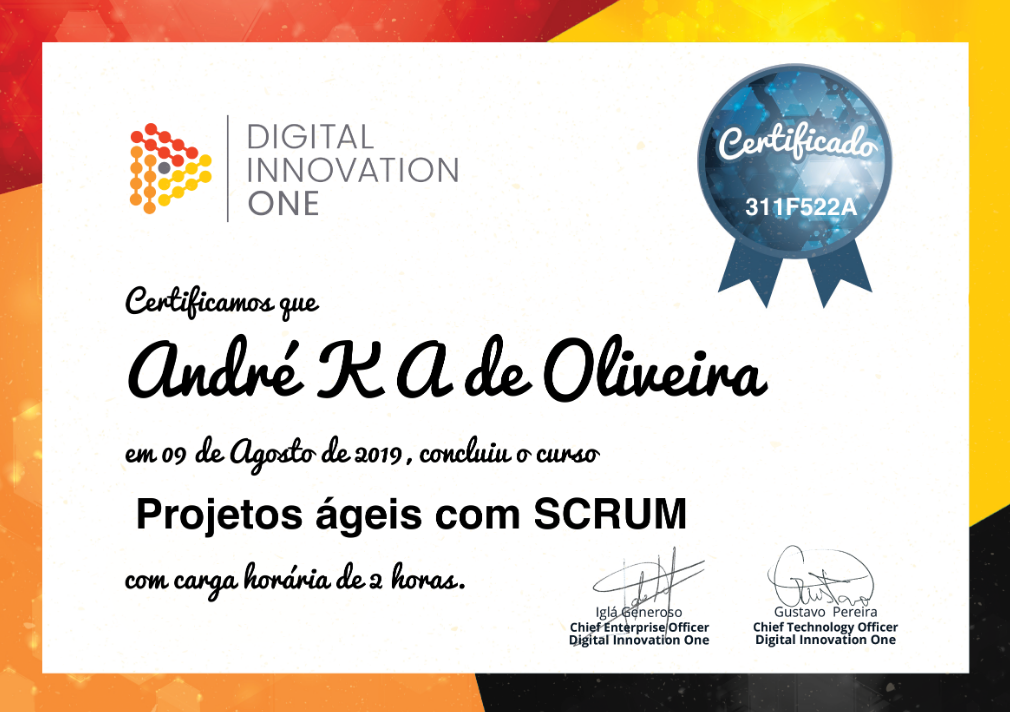 DIGITAL
INNOVATION
ONE
Certificado
311F522A
Certificamos que
André K A de Oliveira
em 09 de Agosto de 2019, concluiu o curso
Projetos ágeis com SCRUM
com carga horária de 2 horas.
Iglá Generoso
Chief Enterprise Officer
Digital Innovation One
Gustavo Pereira
Chief Technology Officer
Digital Innovation One